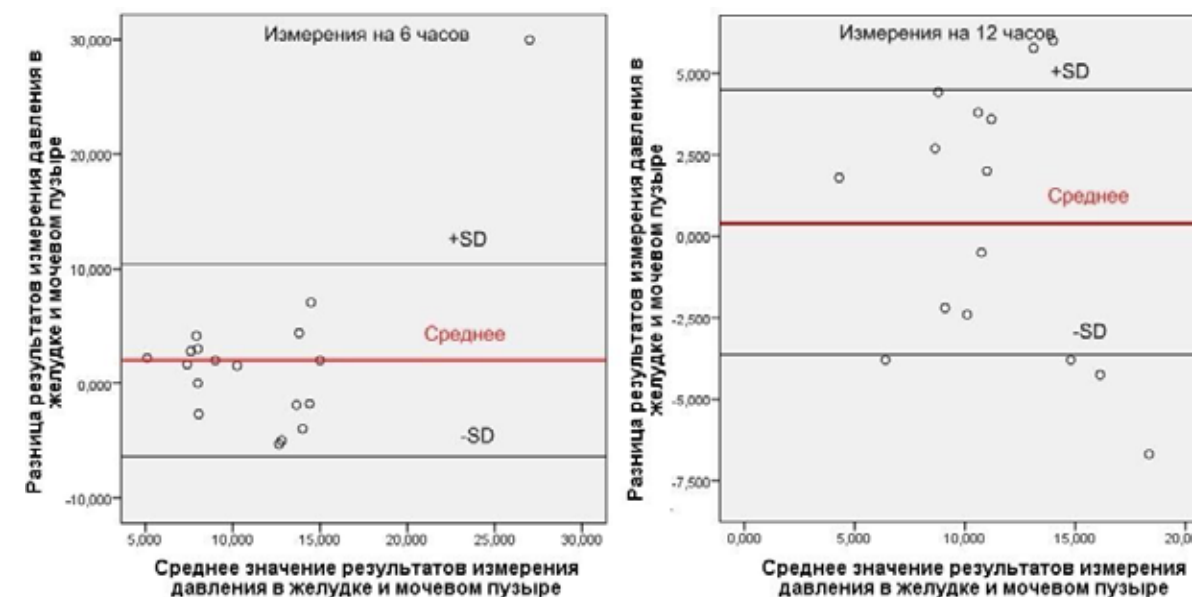 Измерения на 6 часов
30,000
20,000
10,000
0,000
-10,000
+SD
Среднее
-SD
5,000
10,000
15,000
20,000
25,000
30,000
Разница результатов измерения давления в
желудке и мочевом пузыре
Среднее значение результатов измерения
давления в желудке и мочевом пузыре
Измерения на 12 часов
5,000
2,500
0,000
-2,500
-5,000
-7,500
+SD
Среднее
-SD
0,000
5,000
10,000
15,000
Разница результатов измерения давления в
желудке и мочевом пузыре
Среднее значение результатов измерения
давления в желудке и мочевом пузыре